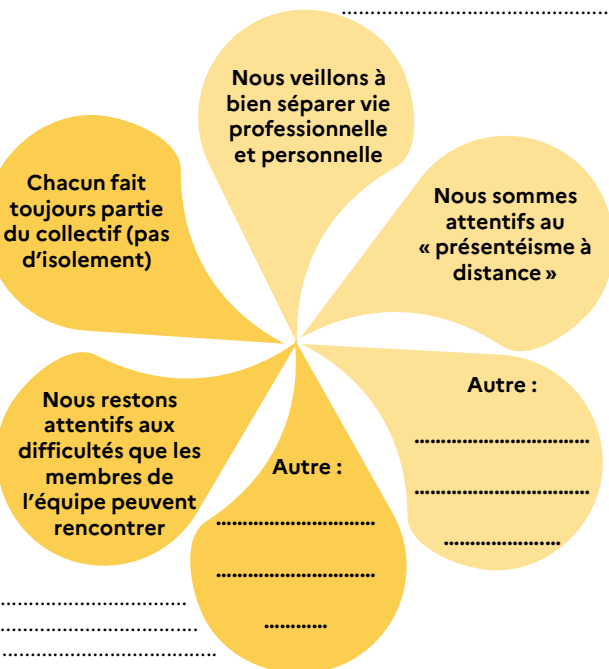 Nous veillons à
bien séparer vie
professionnelle
et personnelle
Nous sommes
attentifs au
« présentéisme à
distance »
Autre :
Autre :
Nous restons
attentifs aux
difficultés que les
membres de
l'équipe peuvent
rencontrer
Chacun fait
toujours partie
du collectif (pas
d'isolement)